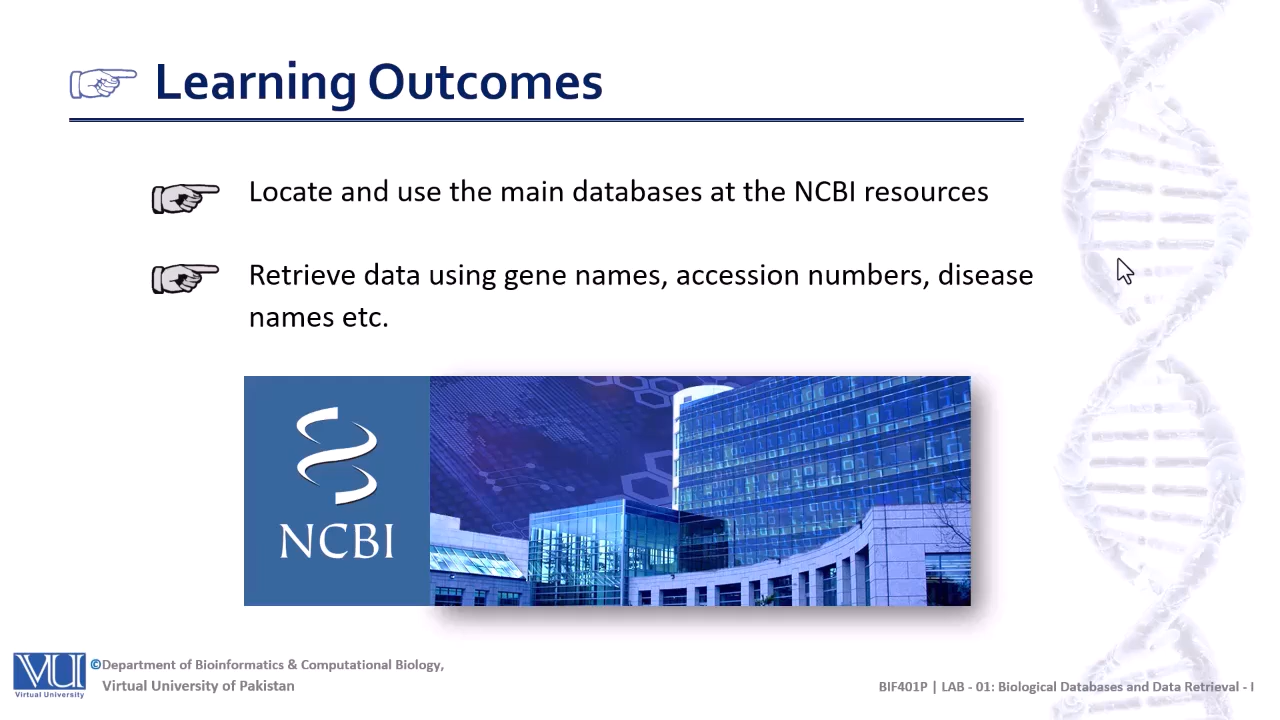 Learning Outcomes
Locate and use the main databases at the NCBI resources
Retrieve data using gene names, accession numbers, disease
names etc.
NCBI
VU
Virtual University
©Department of Bioinformatics & Computational Biology,
Virtual University of Pakistan
BIF401P | LAB - 01: Biological Databases and Data Retrieval - I